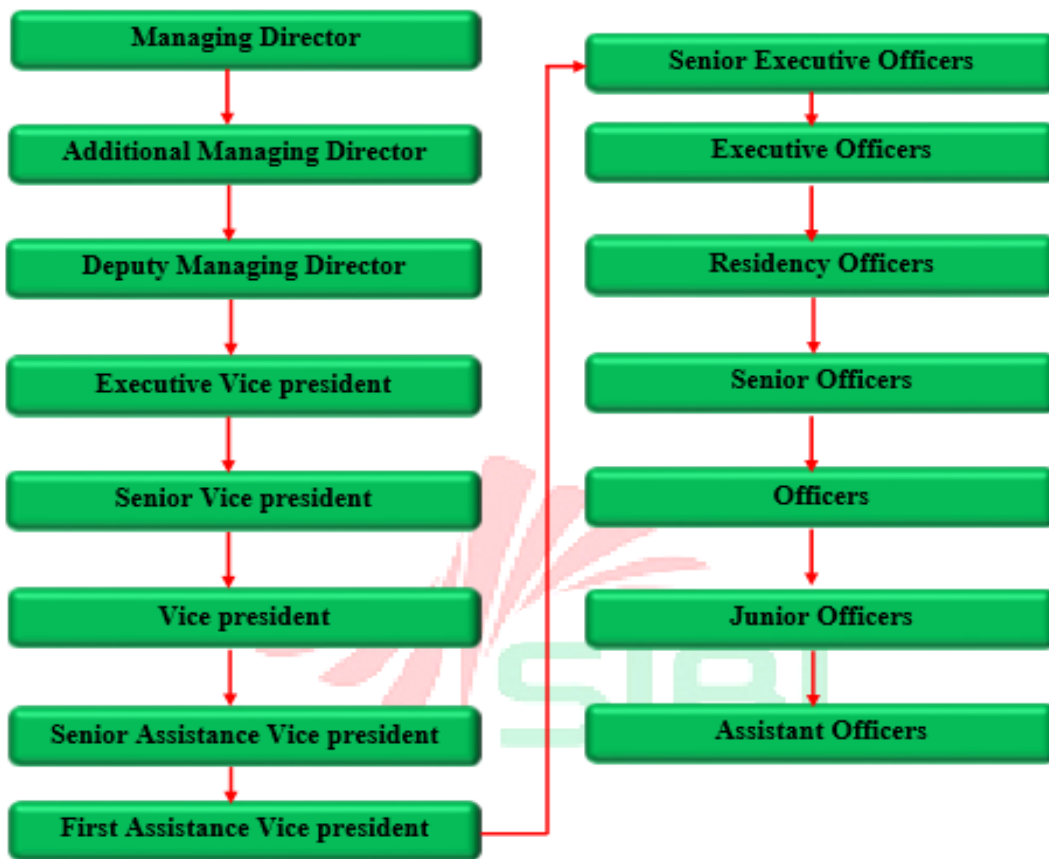 Managing Director
Additional Managing Director
Deputy Managing Director
Executive Vice president
Senior Vice president
Vice president
Senior Assistance Vice president
First Assistance Vice president
Senior Executive Officers
Executive Officers
Residency Officers
Senior Officers
Officers
Junior Officers
Assistant Officers